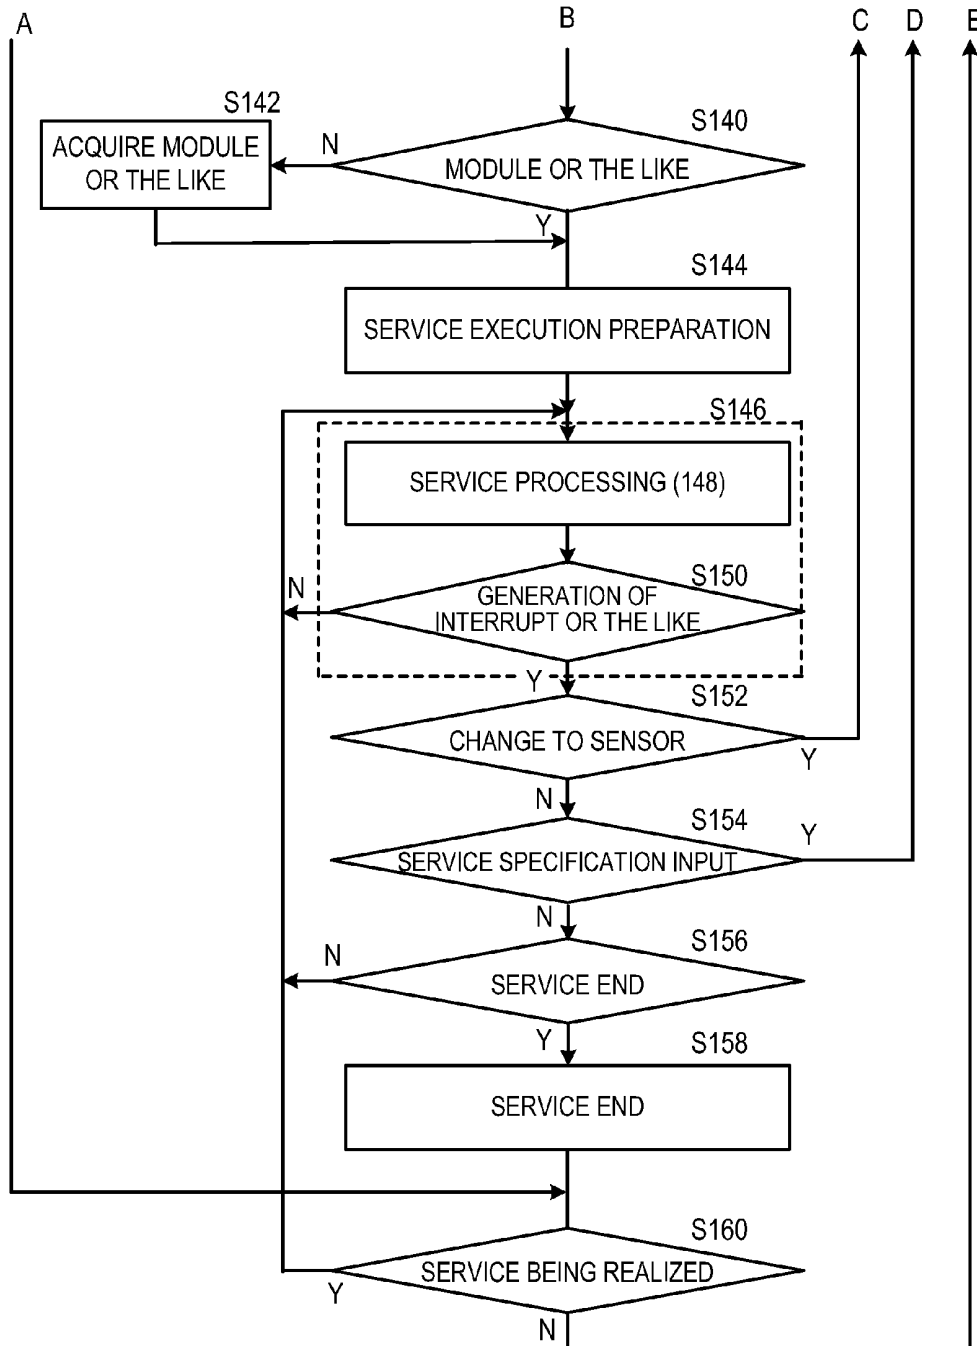 A
B
C
D
E
S142
S140
ACQUIRE MODULE
OR THE LIKE
N
MODULE OR THE LIKE
Y
S144
SERVICE EXECUTION PREPARATION
S146
SERVICE PROCESSING (148)
S150
N
GENERATION OF
INTERRUPT OR THE LIKE
Y
S152
CHANGE TO SENSOR
Y
N
S154
Y
SERVICE SPECIFICATION INPUT
N
S156
N
SERVICE END
Y
S158
SERVICE END
S160
SERVICE BEING REALIZED
Y
N